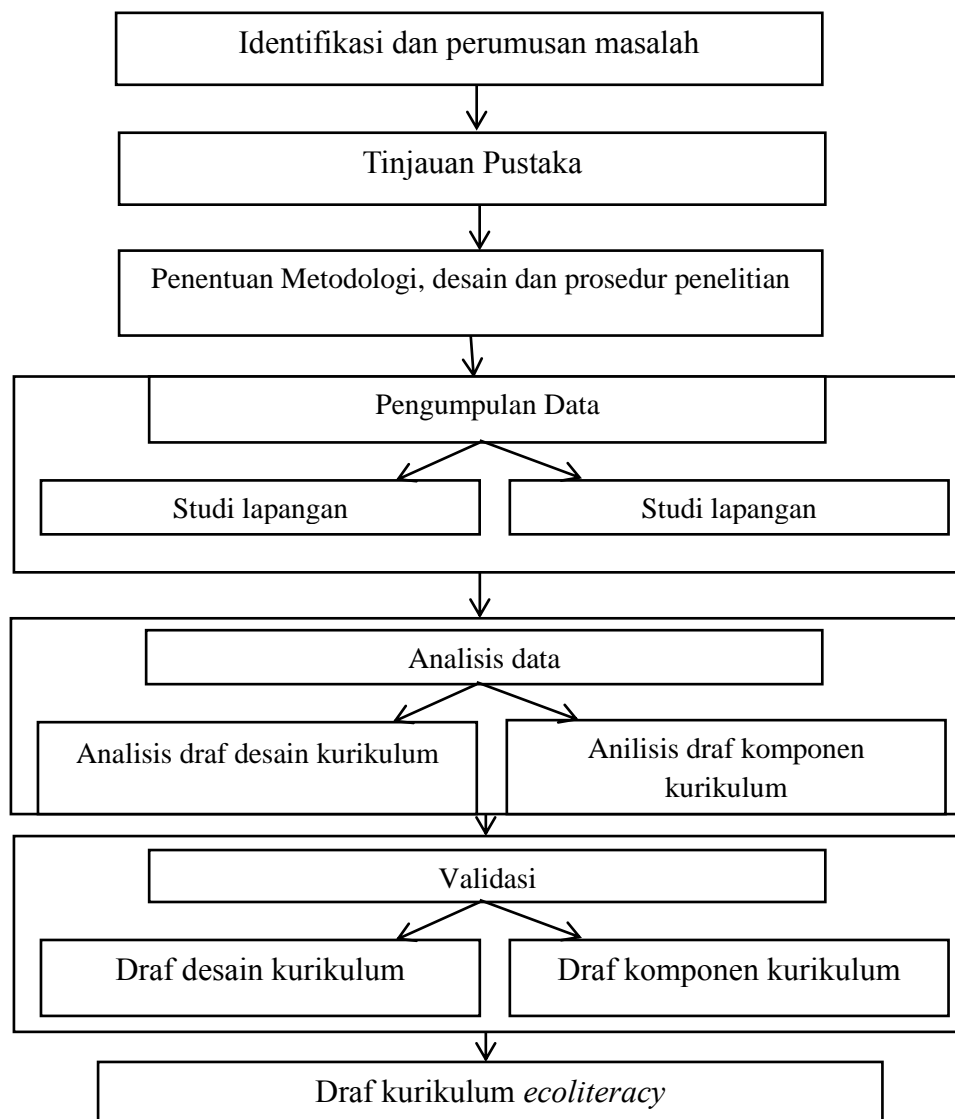 Identifikasi dan perumusan masalah
Tinjauan Pustaka
Penentuan Metodologi, desain dan prosedur penelitian
Pengumpulan Data
Studi lapangan
Studi lapangan
Analisis data
Analisis draf desain kurikulum
Anilisis draf komponen
kurikulum
Validasi
Draf desain kurikulum
Draf komponen kurikulum
Draf kurikulum ecoliteracy